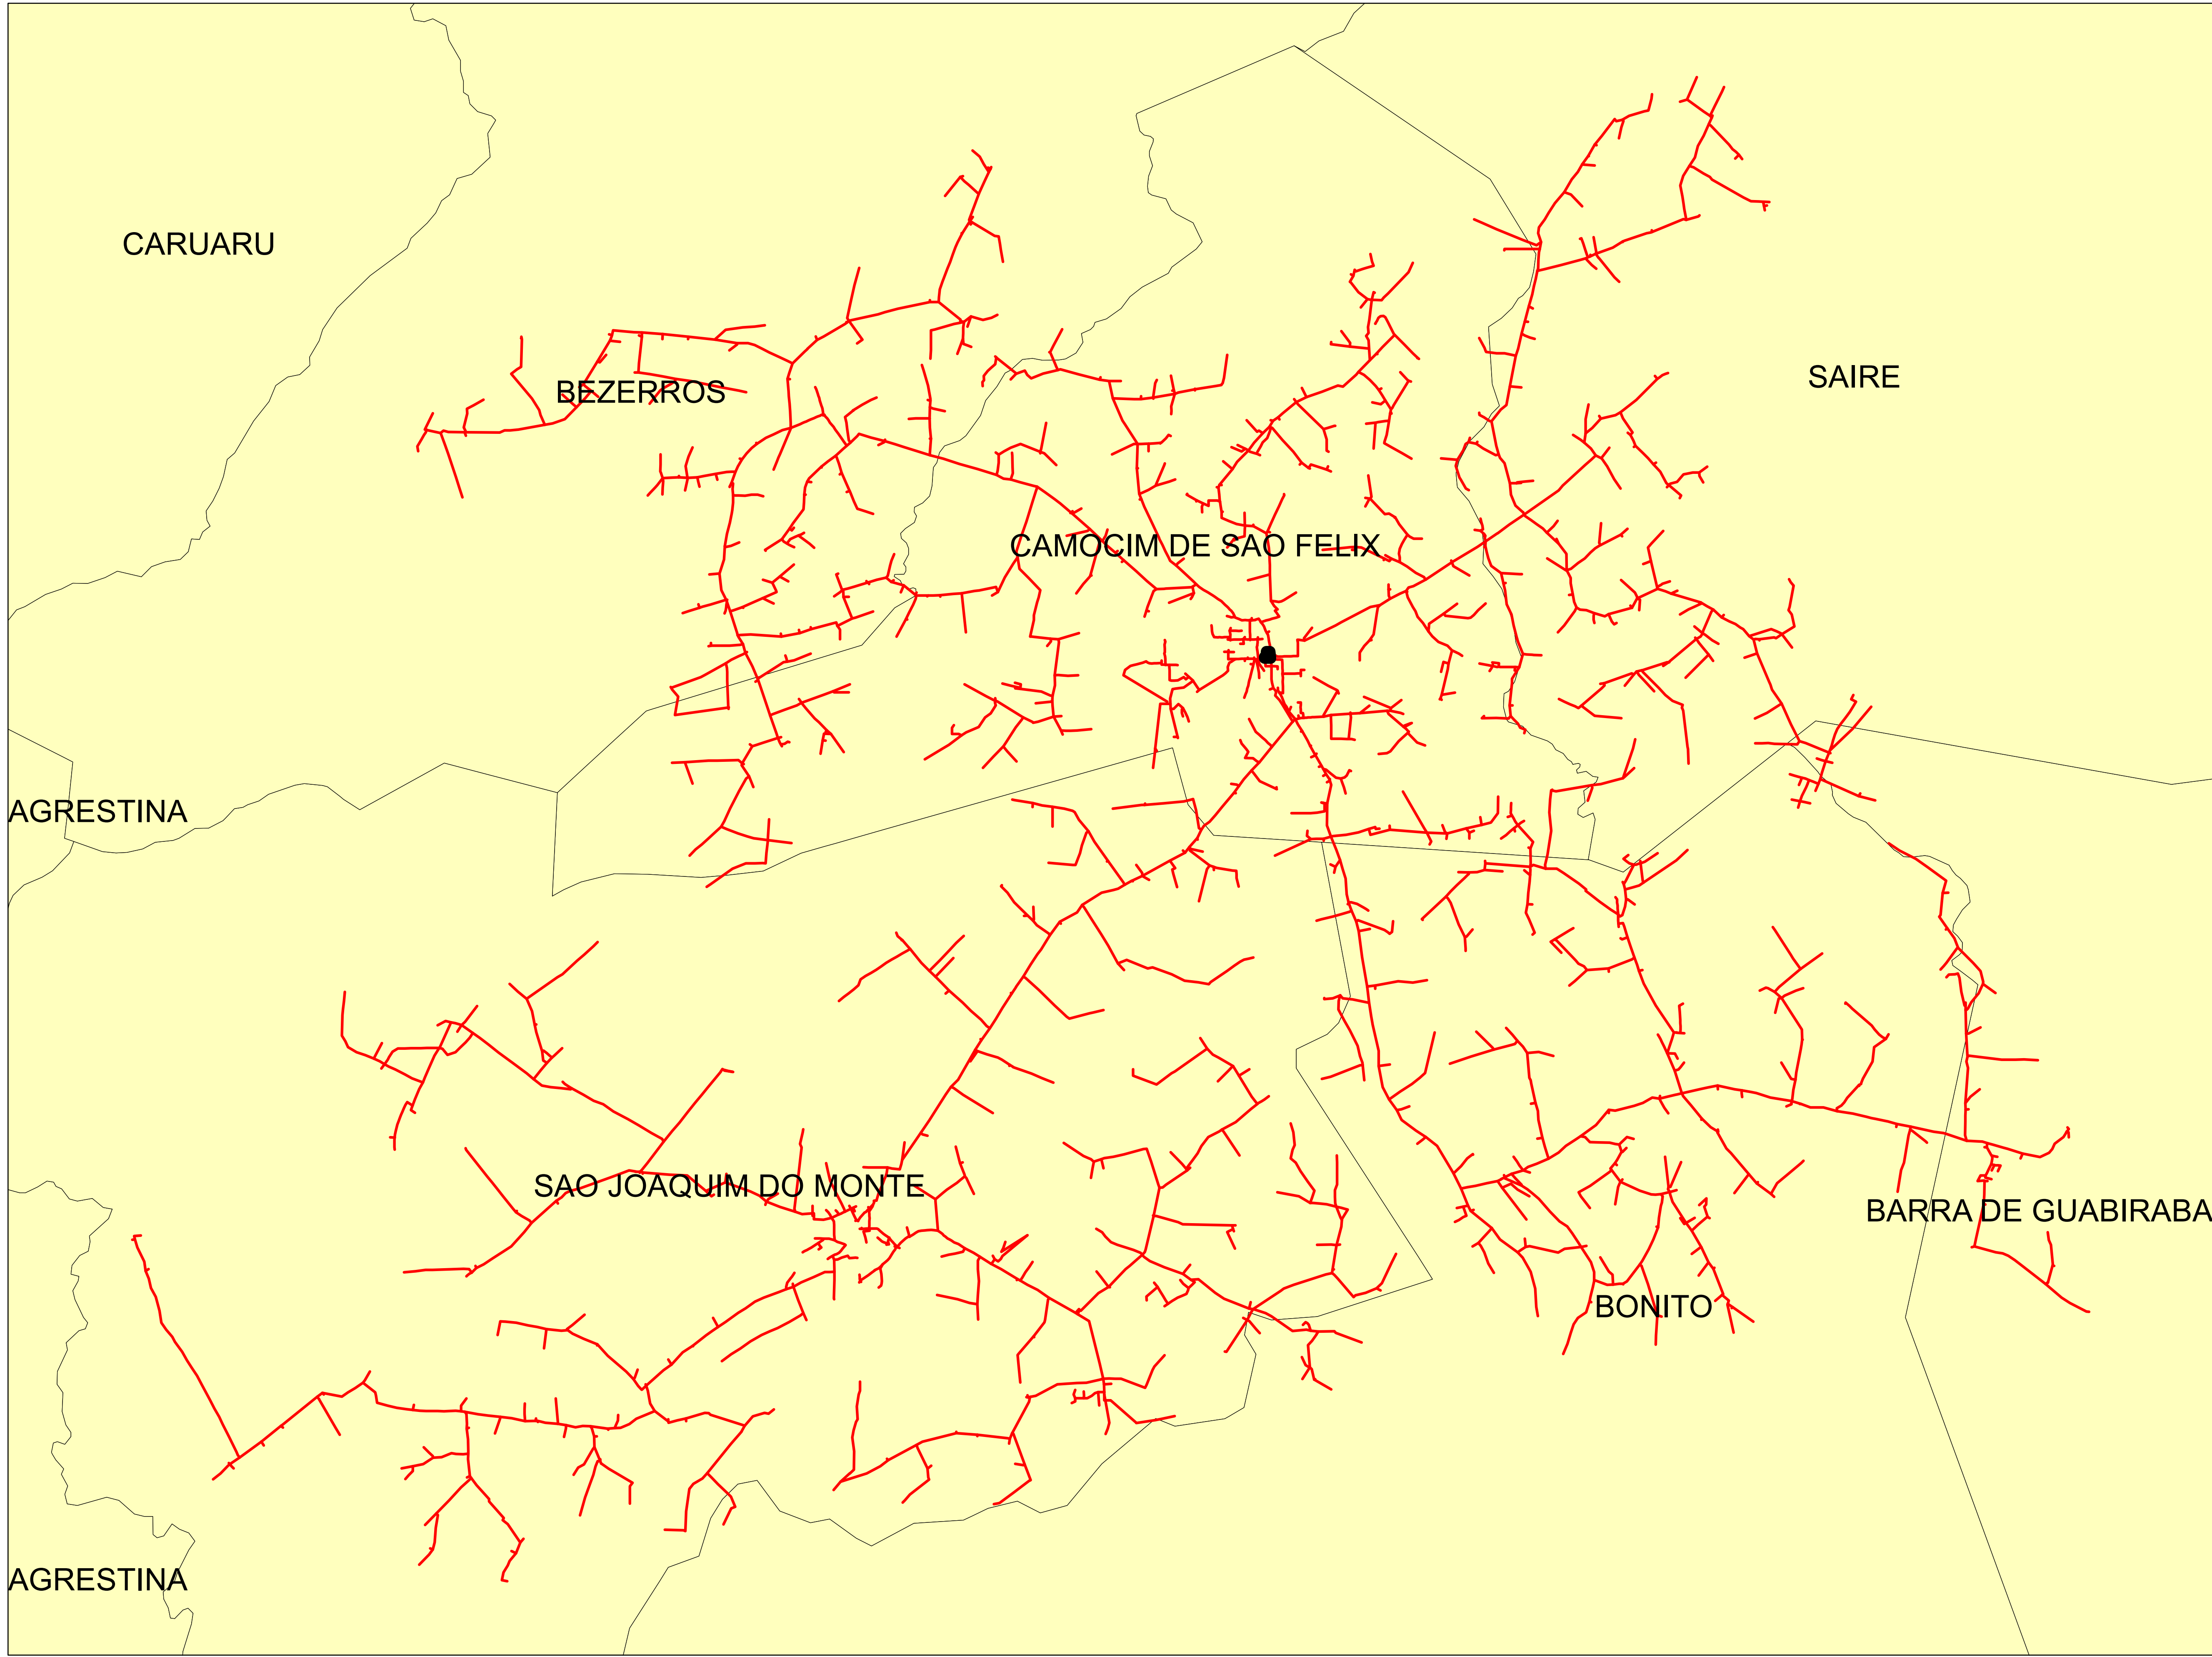 CARUARU
SAIRE
BEZERROS
CAMOCIM DE SAO FELIX
AGRESTINA
SAO JOAQUIM DO MONTE
BARRA DE GUABIRABA
BONITO
AGRESTINA